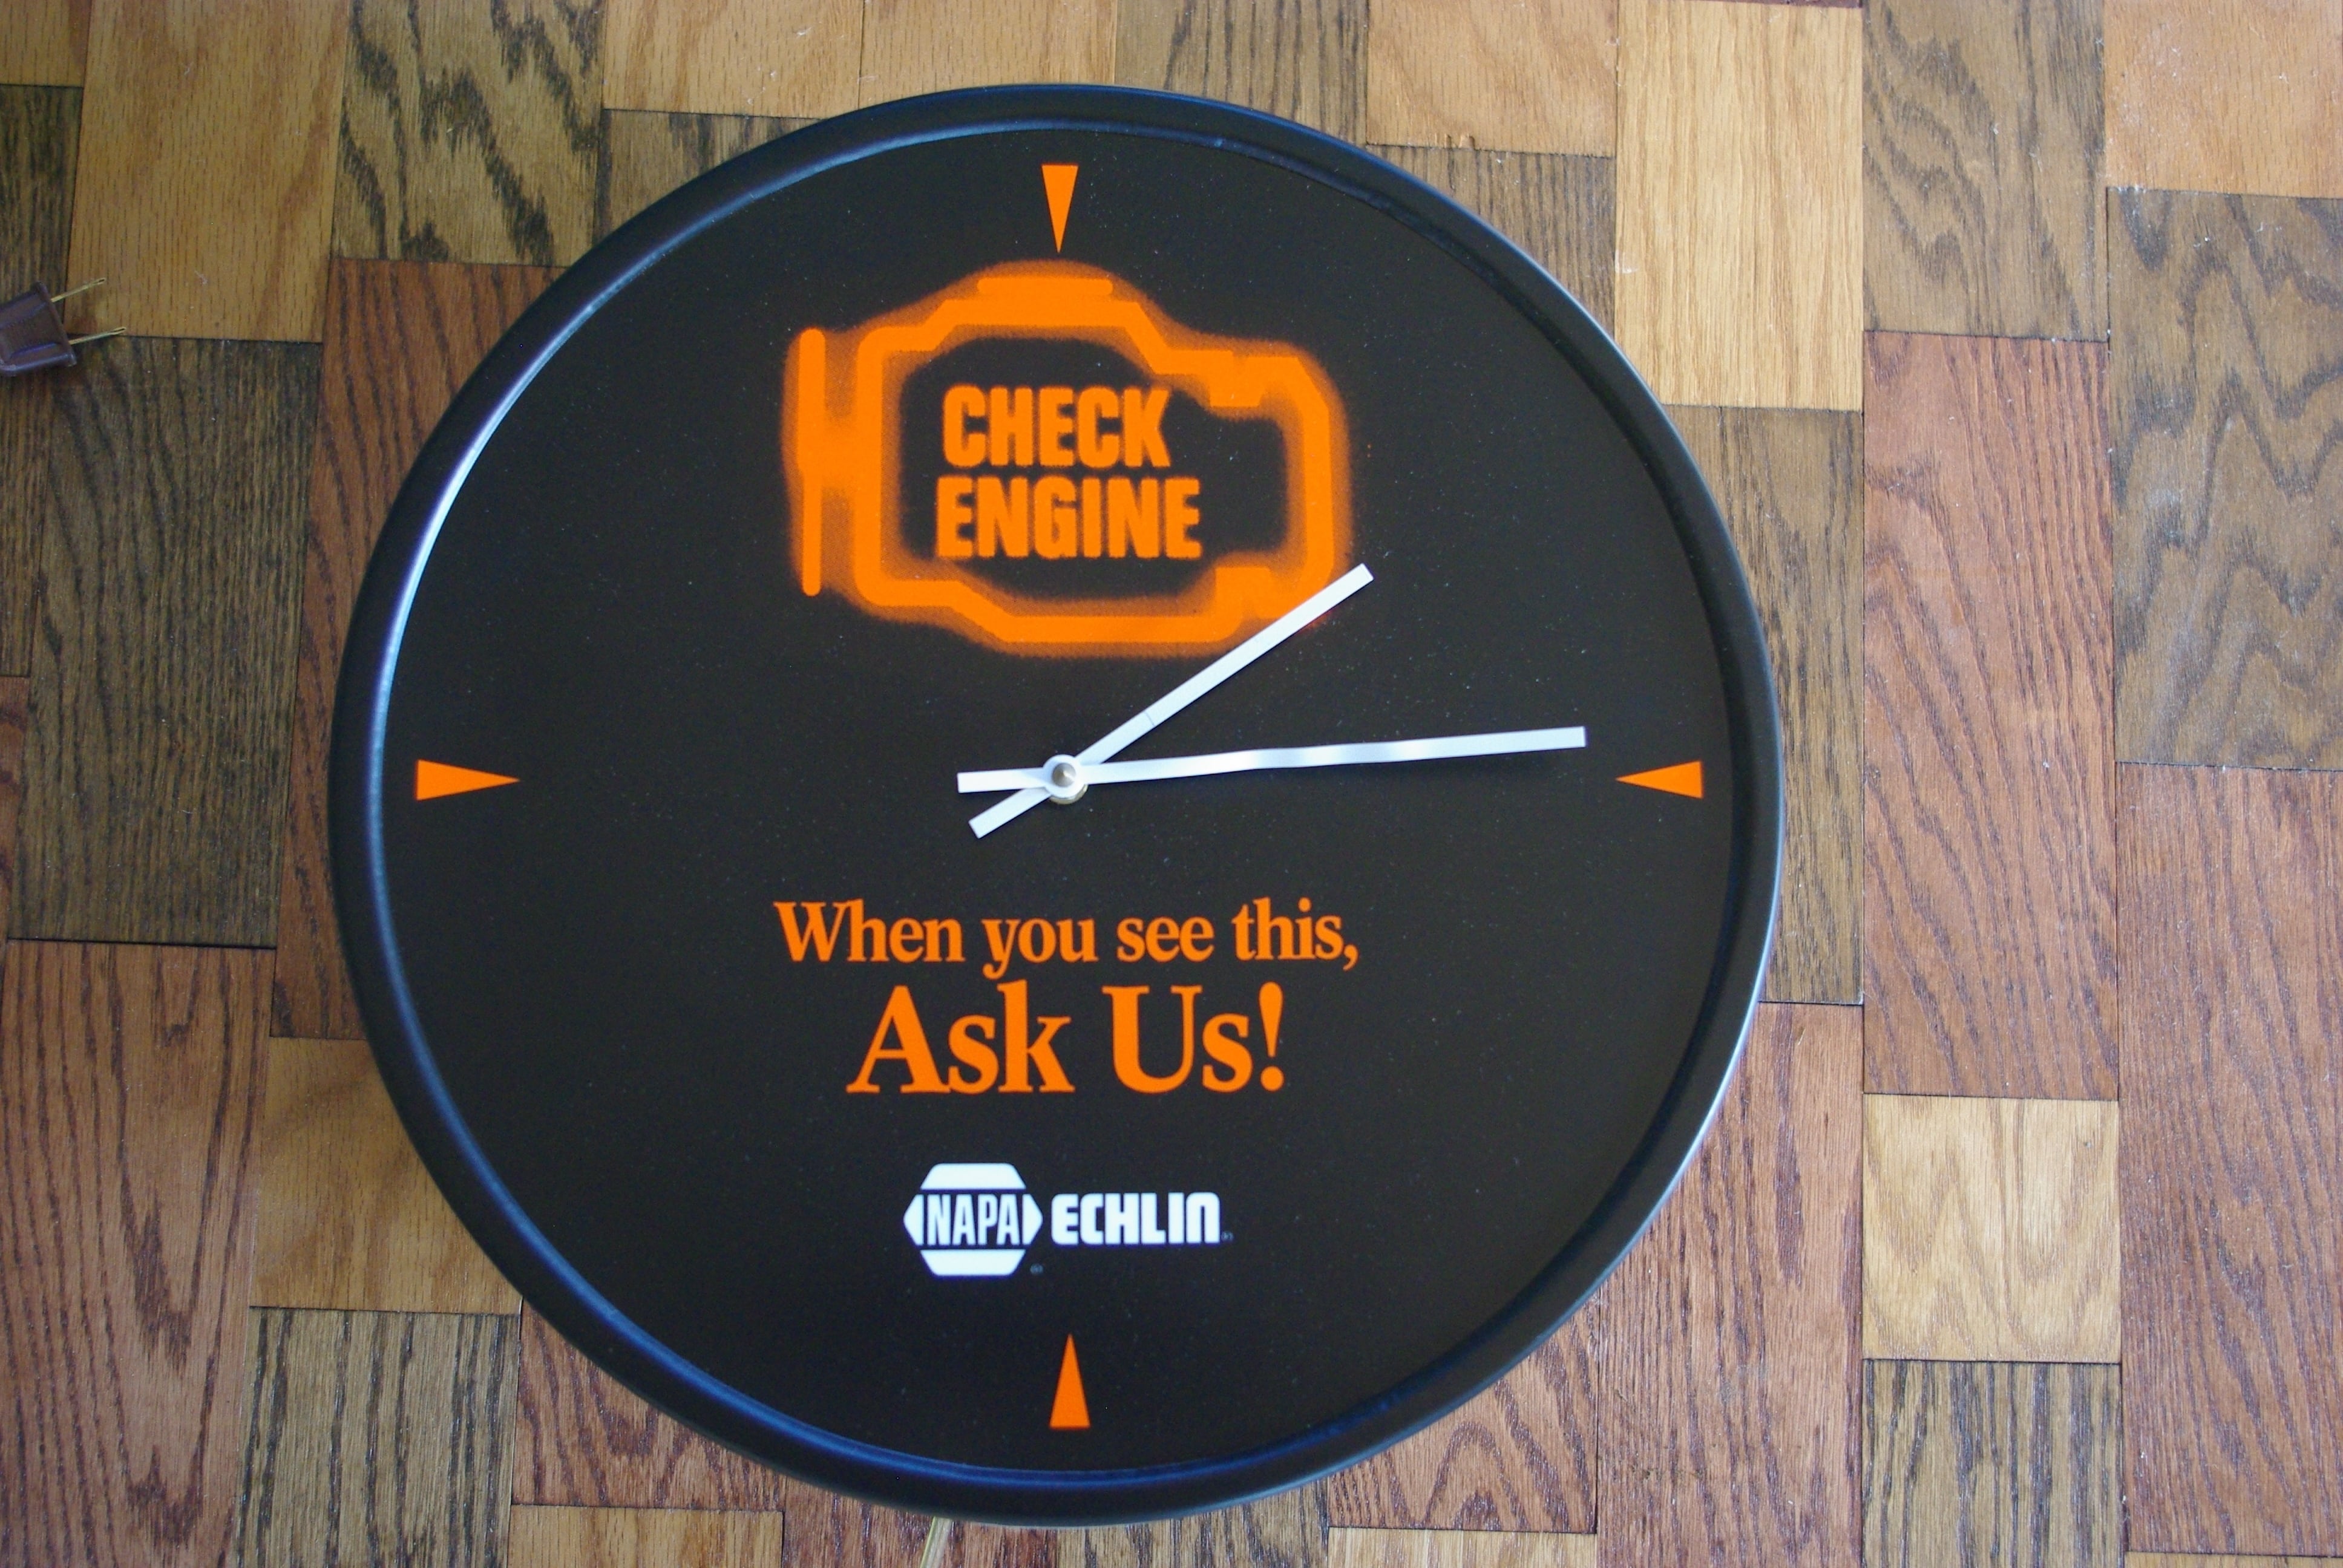 CHECK
ENGINE
When you see this,
Ask Us!
NAPA ECHLIN